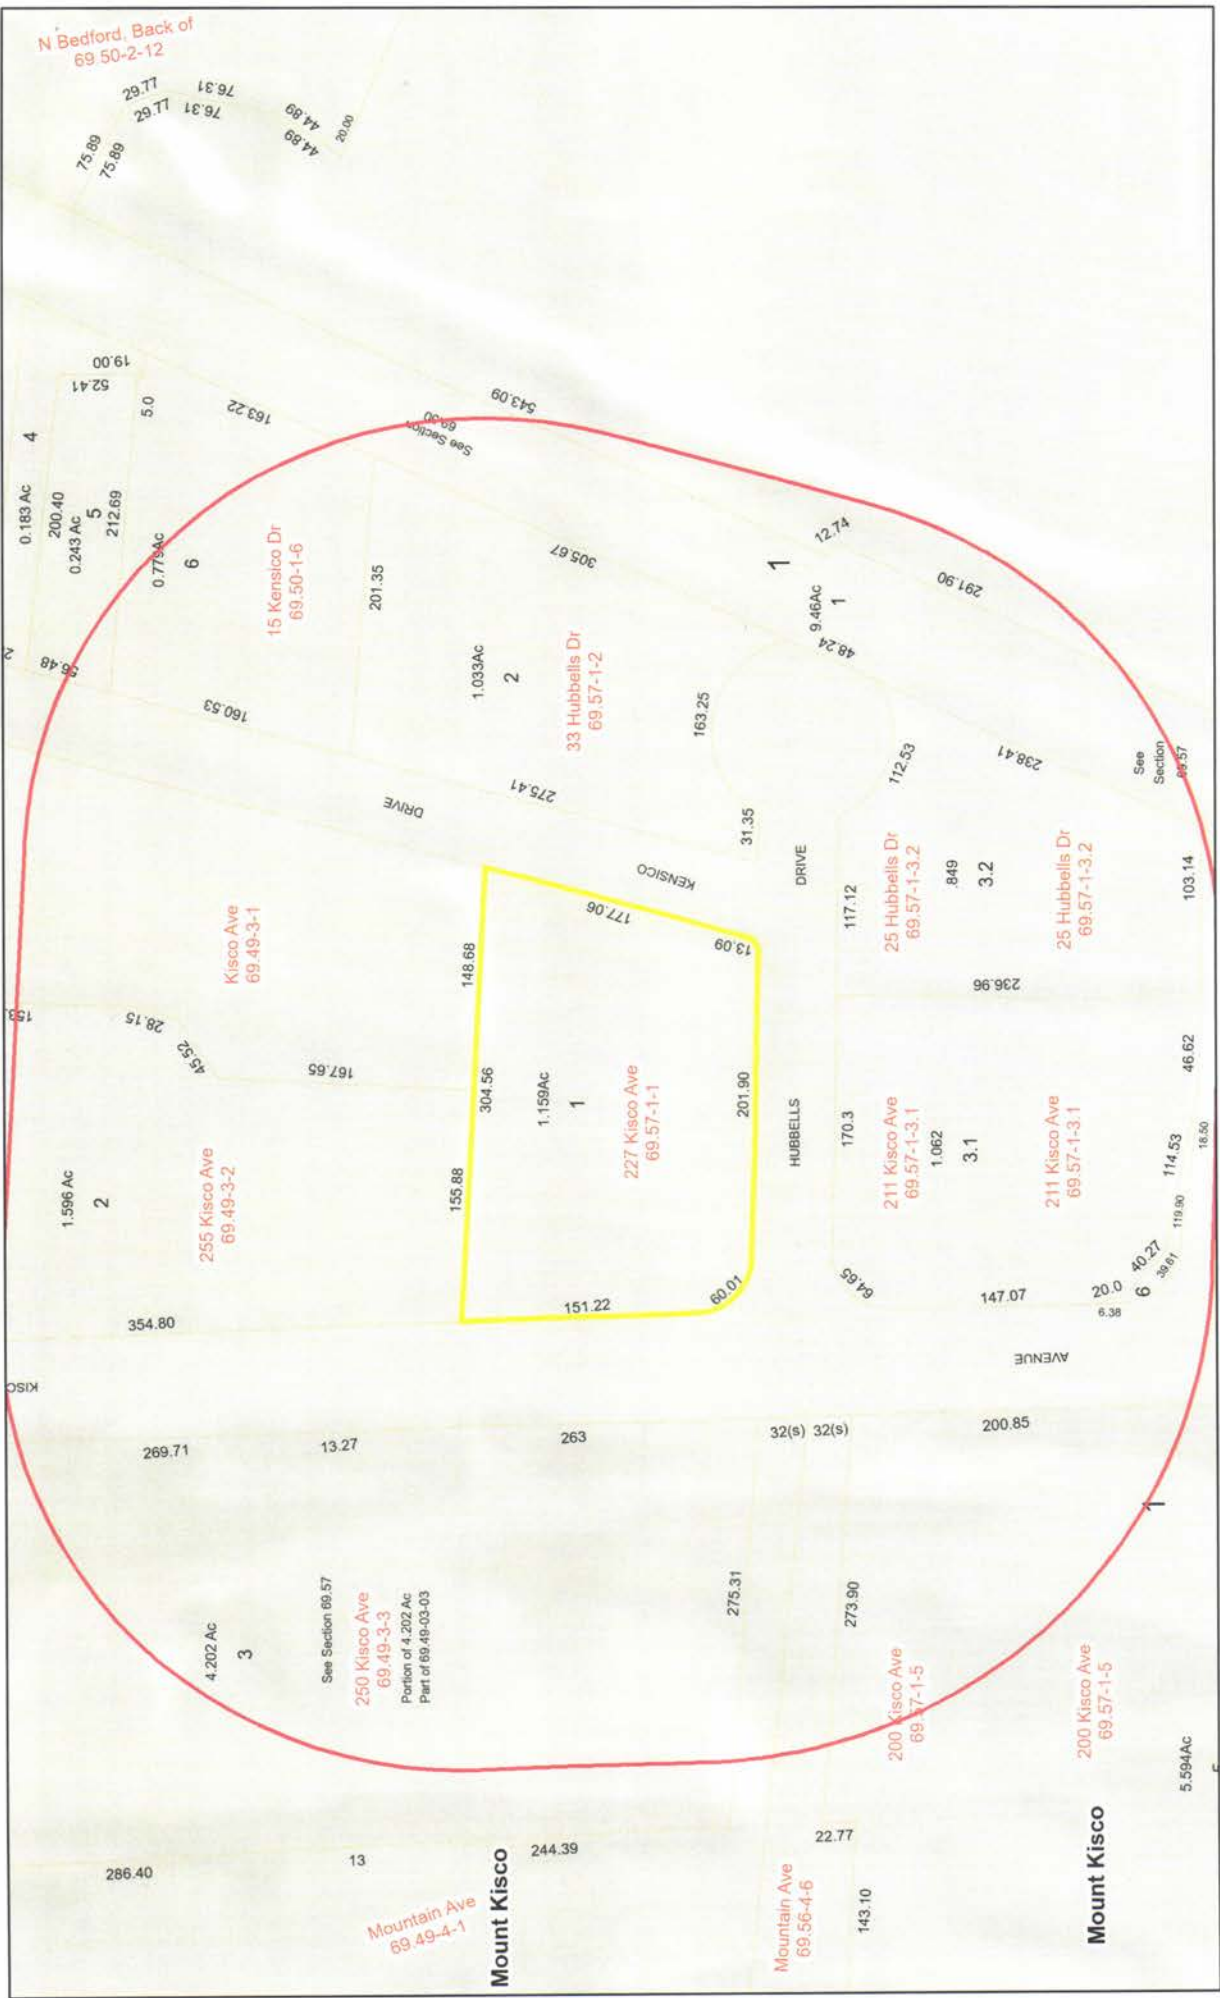 N Bedford, Back of
69.50-2-12
75.89
75.89
29.77
29.77
76.31
76.31
44.89
44.89
20.00
0.183 Ac
4
200.40
0.243 Ac
5
212.69
52.41
19.00
5.0
0.779Ac
6
56.48
163.22
See Section
69.50
543.09
15 Kensico Dr
69.50-1-6
201.35
160.53
1.033Ac
2
33 Hubbells Dr
69.57-1-2
305.67
275.41
DRIVE
KENSICO
163.25
31.35
12.74
1
9.46Ac
1
48.24
291.90
112.53
238.41
See
Section
69.57
DRIVE
117.12
25 Hubbells Dr
69.57-1-3.2
.849
3.2
25 Hubbells Dr
69.57-1-3.2
103.14
236.96
Kisco Ave
69.49-3-1
28.15
45.52
167.65
148.68
177.06
13.09
304.56
1.159Ac
1
227 Kisco Ave
69.57-1-1
201.90
155.88
151.22
60.01
1.596 Ac
2
255 Kisco Ave
69.49-3-2
354.80
HUBBELLS
170.3
211 Kisco Ave
69.57-1-3.1
1.062
3.1
211 Kisco Ave
69.57-1-3.1
46.62
18.50
114.53
119.90
40.27
39.61
20.0
6
6.38
64.65
147.07
AVENUE
KISC
269.71
13.27
263
32(s)
32(s)
200.85
1
4.202 Ac
3
See Section 69.57
250 Kisco Ave
69.49-3-3
Portion of 4.202 Ac
Part of 69.49-03-03
275.31
273.90
200 Kisco Ave
69.57-1-5
200 Kisco Ave
69.57-1-5
5.594Ac
286.40
13
244.39
22.77
Mountain Ave
69.49-4-1
Mount Kisco
Mountain Ave
69.56-4-6
143.10
Mount Kisco